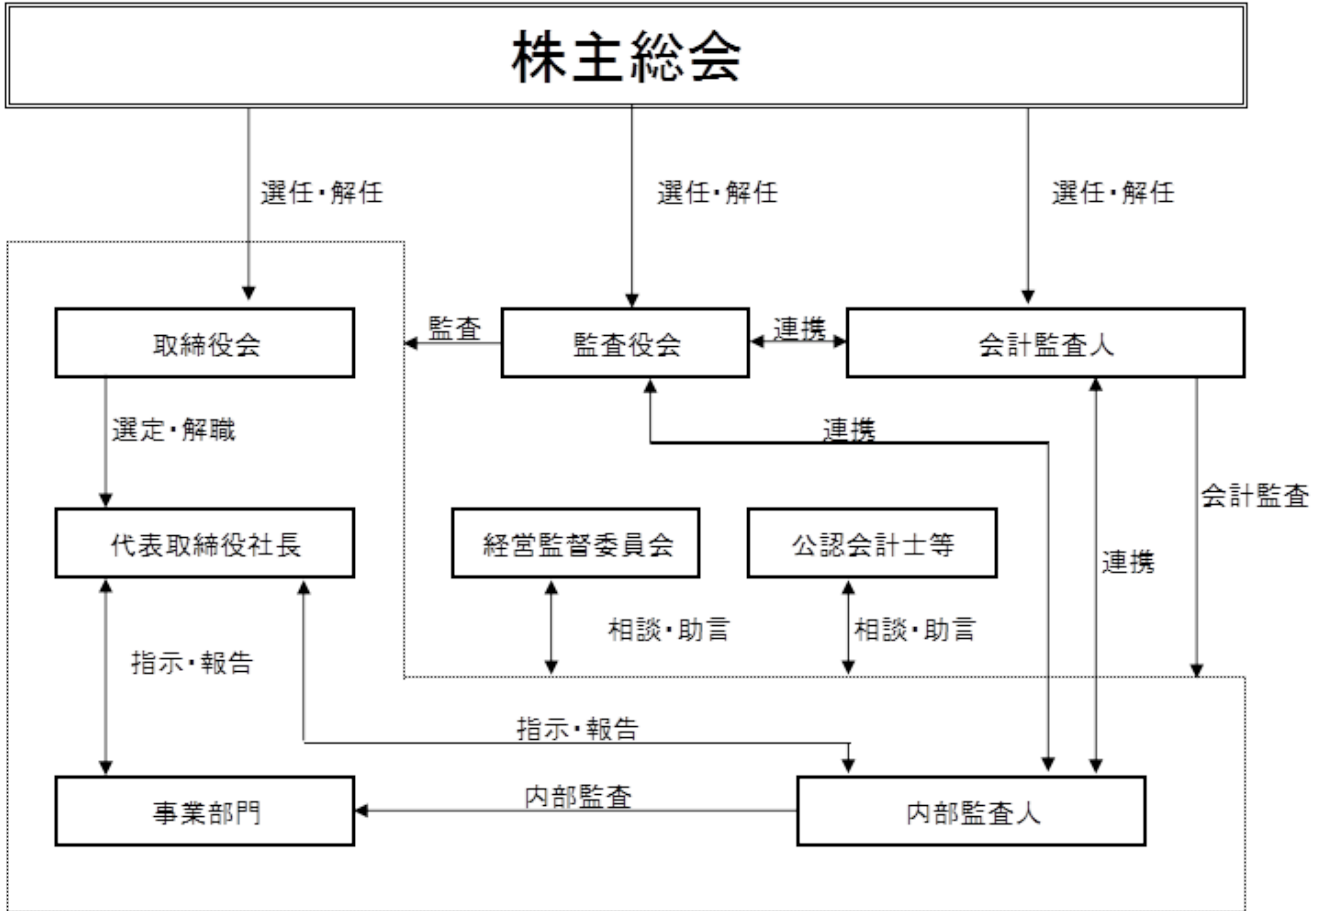 株主総会
選任・解任
選任・解任
選任・解任
取締役会
監査
監査役会
連携
会計監査人
選定・解職
連携
会計監査
代表取締役社長
経営監督委員会
公認会計士等
連携
指示・報告
相談・助言
相談・助言
指示・報告
事業部門
内部監査
内部監査人